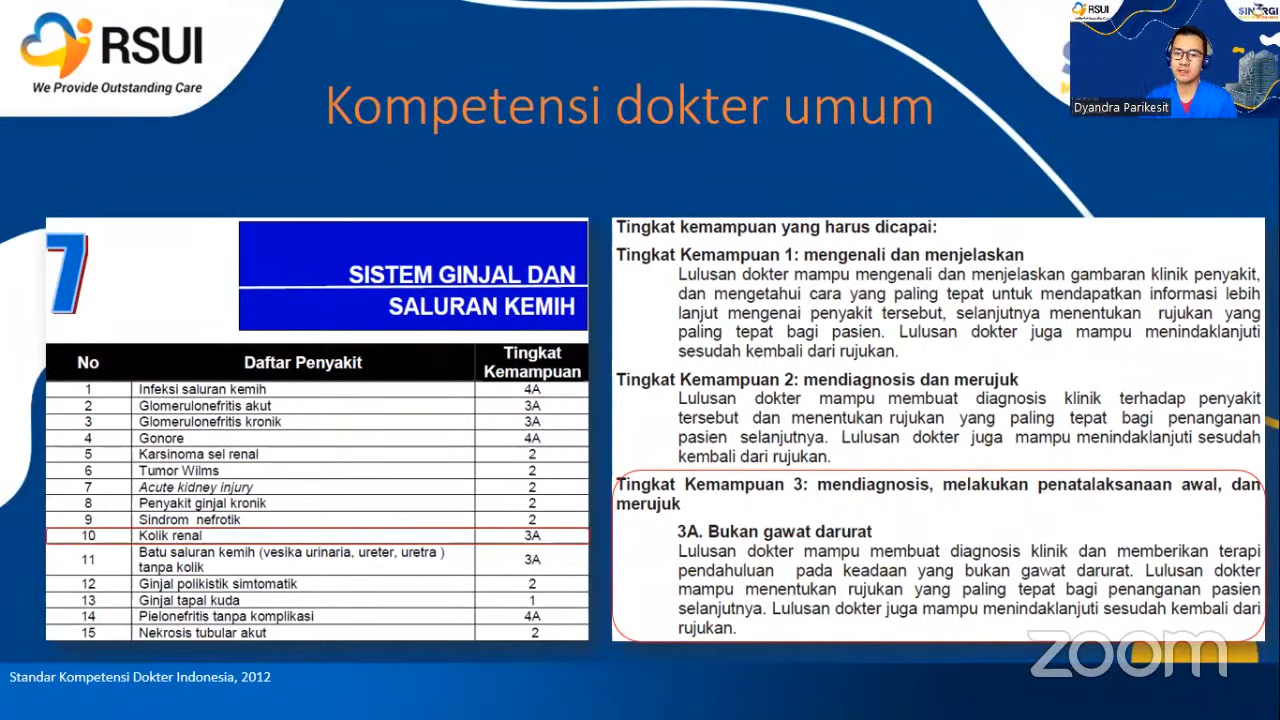 RSUI
We Provide Outstanding Care
Kompetensi dokter umum
RSUI
Dyandra Parikesit
7
SISTEM GINJAL DAN
SALURAN KEMIH
No Daftar Penyakit Tingkat Kemampuan
1 Infeksi saluran kemih 4A
2 Glomerulonefritis akut 3A
3 Glomerulonefritis kronik 3A
4 Gonore 4A
5 Karsinoma sel renal 2
6 Tumor Wilms 2
7 Acute kidney injury 2
8 Penyakit ginjal kronik 2
9 Sindrom nefrotik 2
10 Kolik renal 3A
11 Batu saluran kemih (vesika urinaria, ureter, uretra )
tanpa kolik 3A
12 Ginjal polikistik simtomatik 2
13 Ginjal tapal kuda 1
14 Pielonefritis tanpa komplikasi 4A
15 Nekrosis tubular akut 2
Tingkat kemampuan yang harus dicapai:
Tingkat Kemampuan 1: mengenali dan menjelaskan
Lulusan dokter mampu mengenali dan menjelaskan gambaran klinik penyakit,
dan mengetahui cara yang paling tepat untuk mendapatkan informasi lebih
lanjut mengenai penyakit tersebut, selanjutnya menentukan rujukan yang
paling tepat bagi pasien. Lulusan dokter juga mampu menindaklanjuti
sesudah kembali dari rujukan.
Tingkat Kemampuan 2: mendiagnosis dan merujuk
Lulusan dokter mampu membuat diagnosis klinik terhadap penyakit
tersebut dan menentukan rujukan yang paling tepat bagi penanganan
pasien selanjutnya. Lulusan dokter juga mampu menindaklanjuti sesudah
kembali dari rujukan.
Tingkat Kemampuan 3: mendiagnosis, melakukan penatalaksanaan awal, dan
merujuk
3A. Bukan gawat darurat
Lulusan dokter mampu membuat diagnosis klinik dan memberikan terapi
pendahuluan pada keadaan yang bukan gawat darurat. Lulusan dokter
mampu menentukan rujukan yang paling tepat bagi penanganan pasien
selanjutnya. Lulusan dokter juga mampu menindaklanjuti sesudah kembali dari
rujukan.
zoom
Standar Kompetensi Dokter Indonesia, 2012